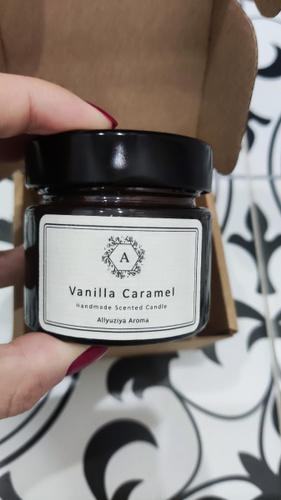 A
Vanilla Caramel
Handmade Scented Candle
Allyuziya Aroma